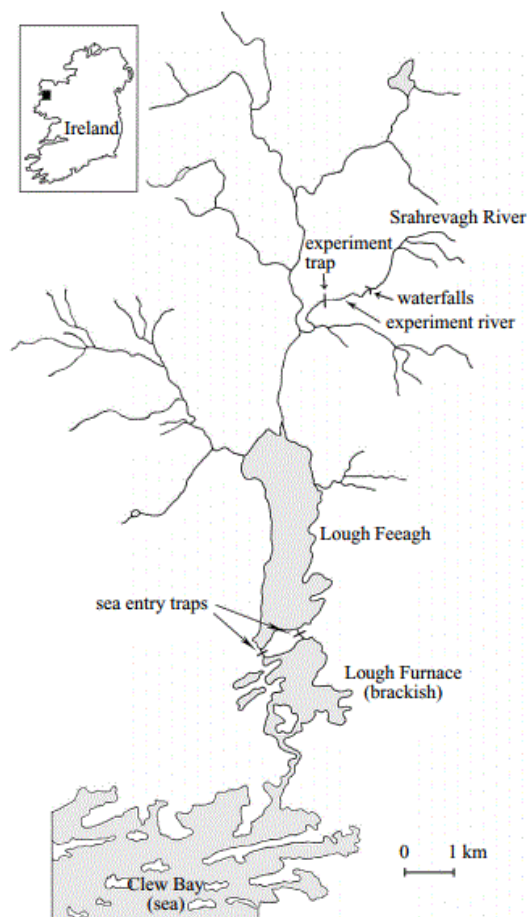 Ireland
Srahrevagh River
experiment
trap
waterfalls
experiment river
Lough Feeagh
sea entry traps
Lough Furnace
(brackish)
0 1 km
Clew Bay
(sea)